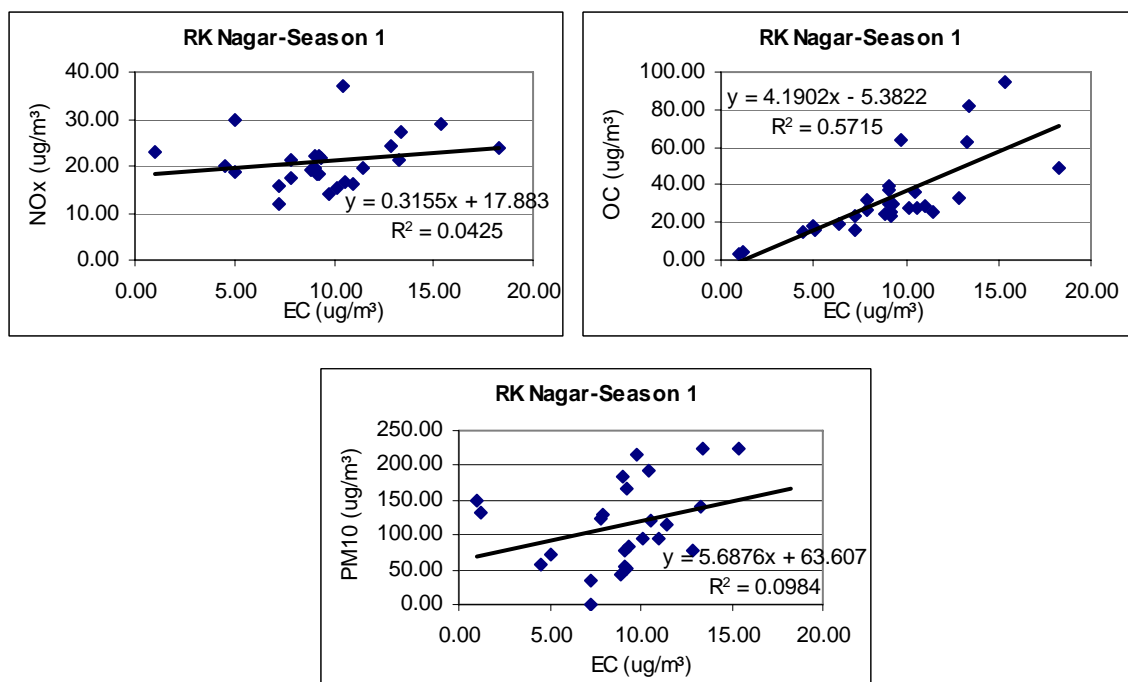 RK Nagar-Season 1
40.00
30.00
20.00
10.00
0.00
NOx (ug/m³)
y = 0.3155x + 17.883
R² = 0.0425
0.00 5.00 10.00 15.00 20.00
EC (ug/m³)
RK Nagar-Season 1
100.00
80.00
60.00
40.00
20.00
0.00
OC (ug/m³)
y = 4.1902x - 5.3822
R² = 0.5715
0.00 5.00 10.00 15.00 20.00
EC (ug/m³)
RK Nagar-Season 1
250.00
200.00
150.00
100.00
50.00
0.00
PM10 (ug/m³)
y = 5.6876x + 63.607
R² = 0.0984
0.00 5.00 10.00 15.00 20.00
EC (ug/m³)